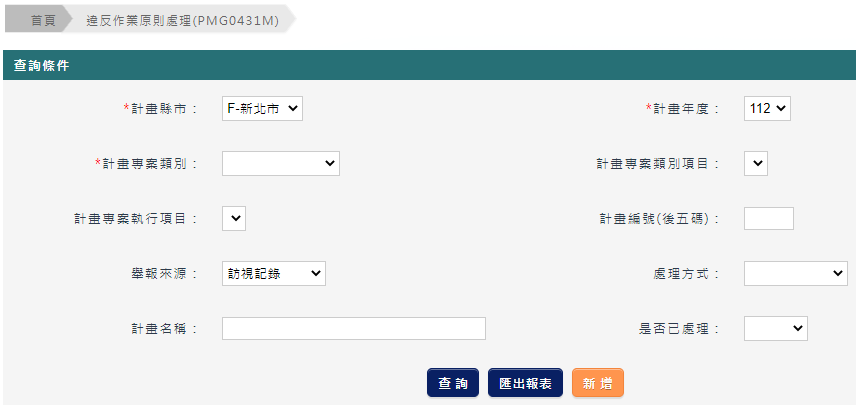 首頁 違反作業原則處理(PMG0431M)
查詢條件
*計畫縣市： F-新北市 *計畫年度： 112
*計畫專案類別： 計畫專案類別項目：
計畫專案執行項目： 計畫編號(後五碼)：
舉報來源： 訪視記錄 處理方式：
計畫名稱： 是否已處理：
查詢 匯出報表 新增